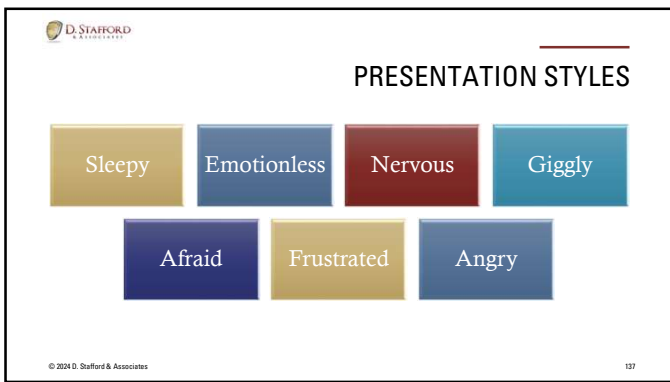 D. STAFFORD
& ASSOCIATES
PRESENTATION STYLES
Sleepy Emotionless Nervous Giggly
Afraid Frustrated Angry
© 2024 D. Stafford & Associates 137